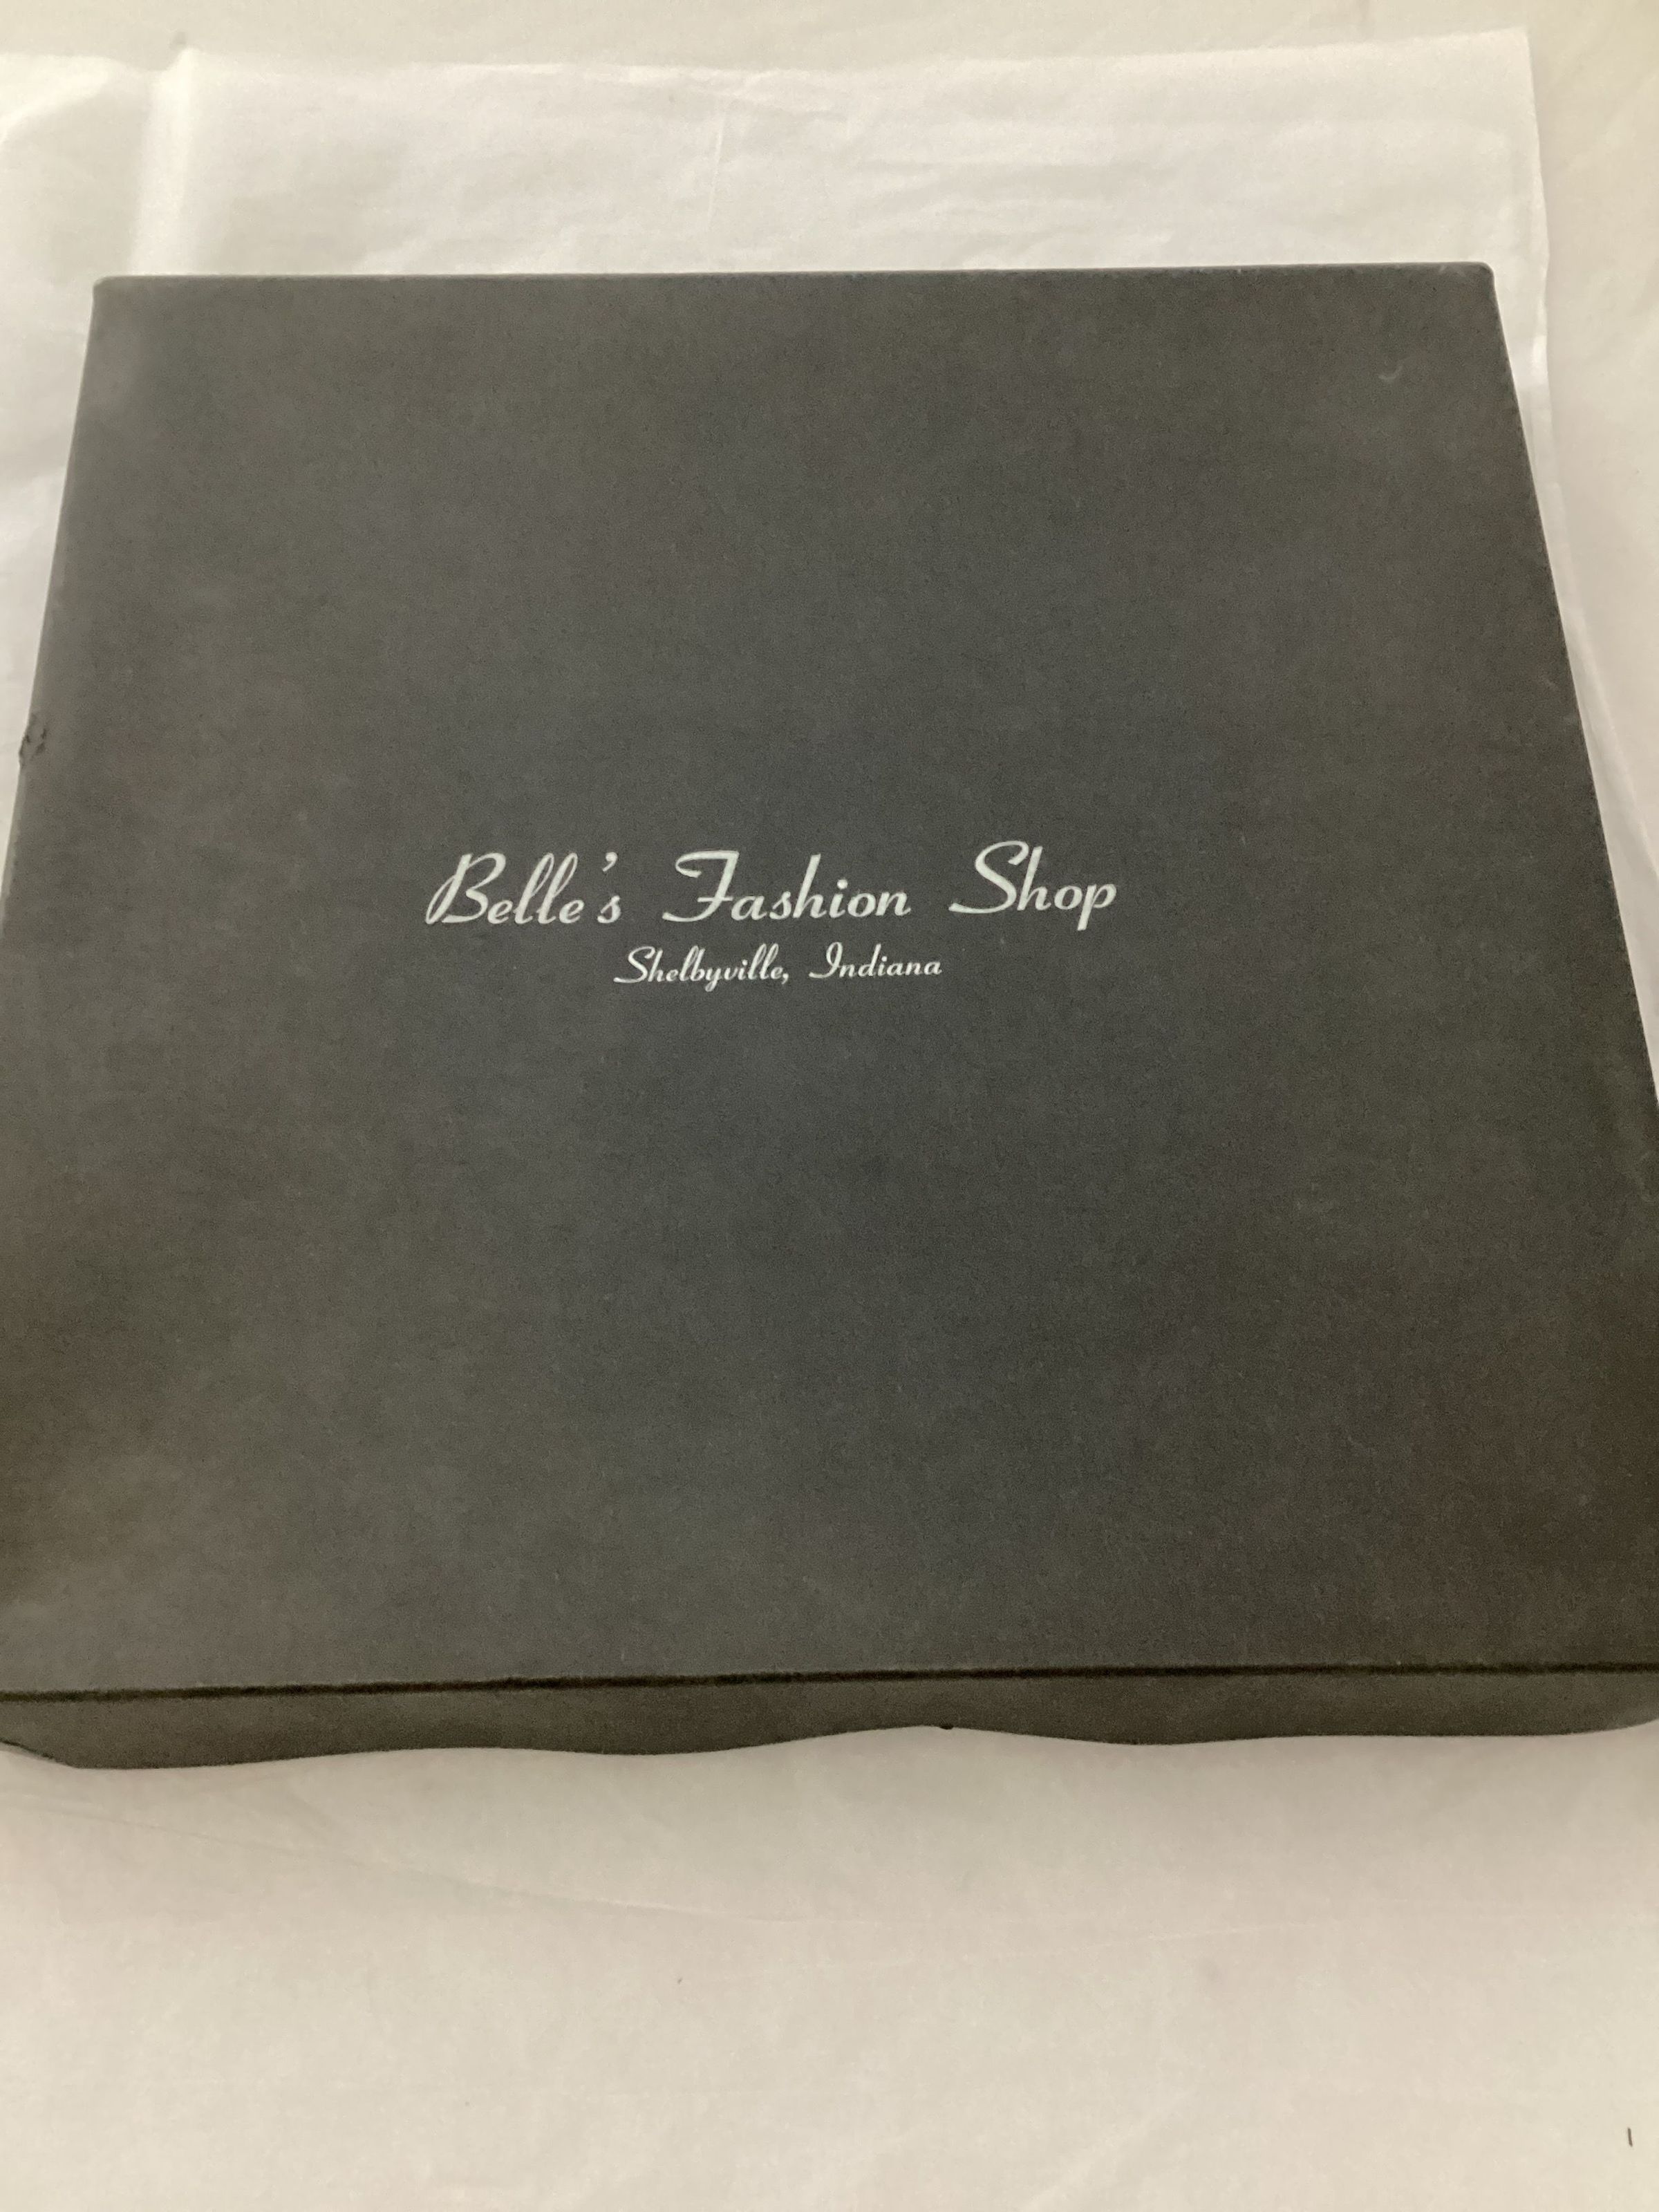 Belle's Fashion Shop
Shelbyville, Indiana